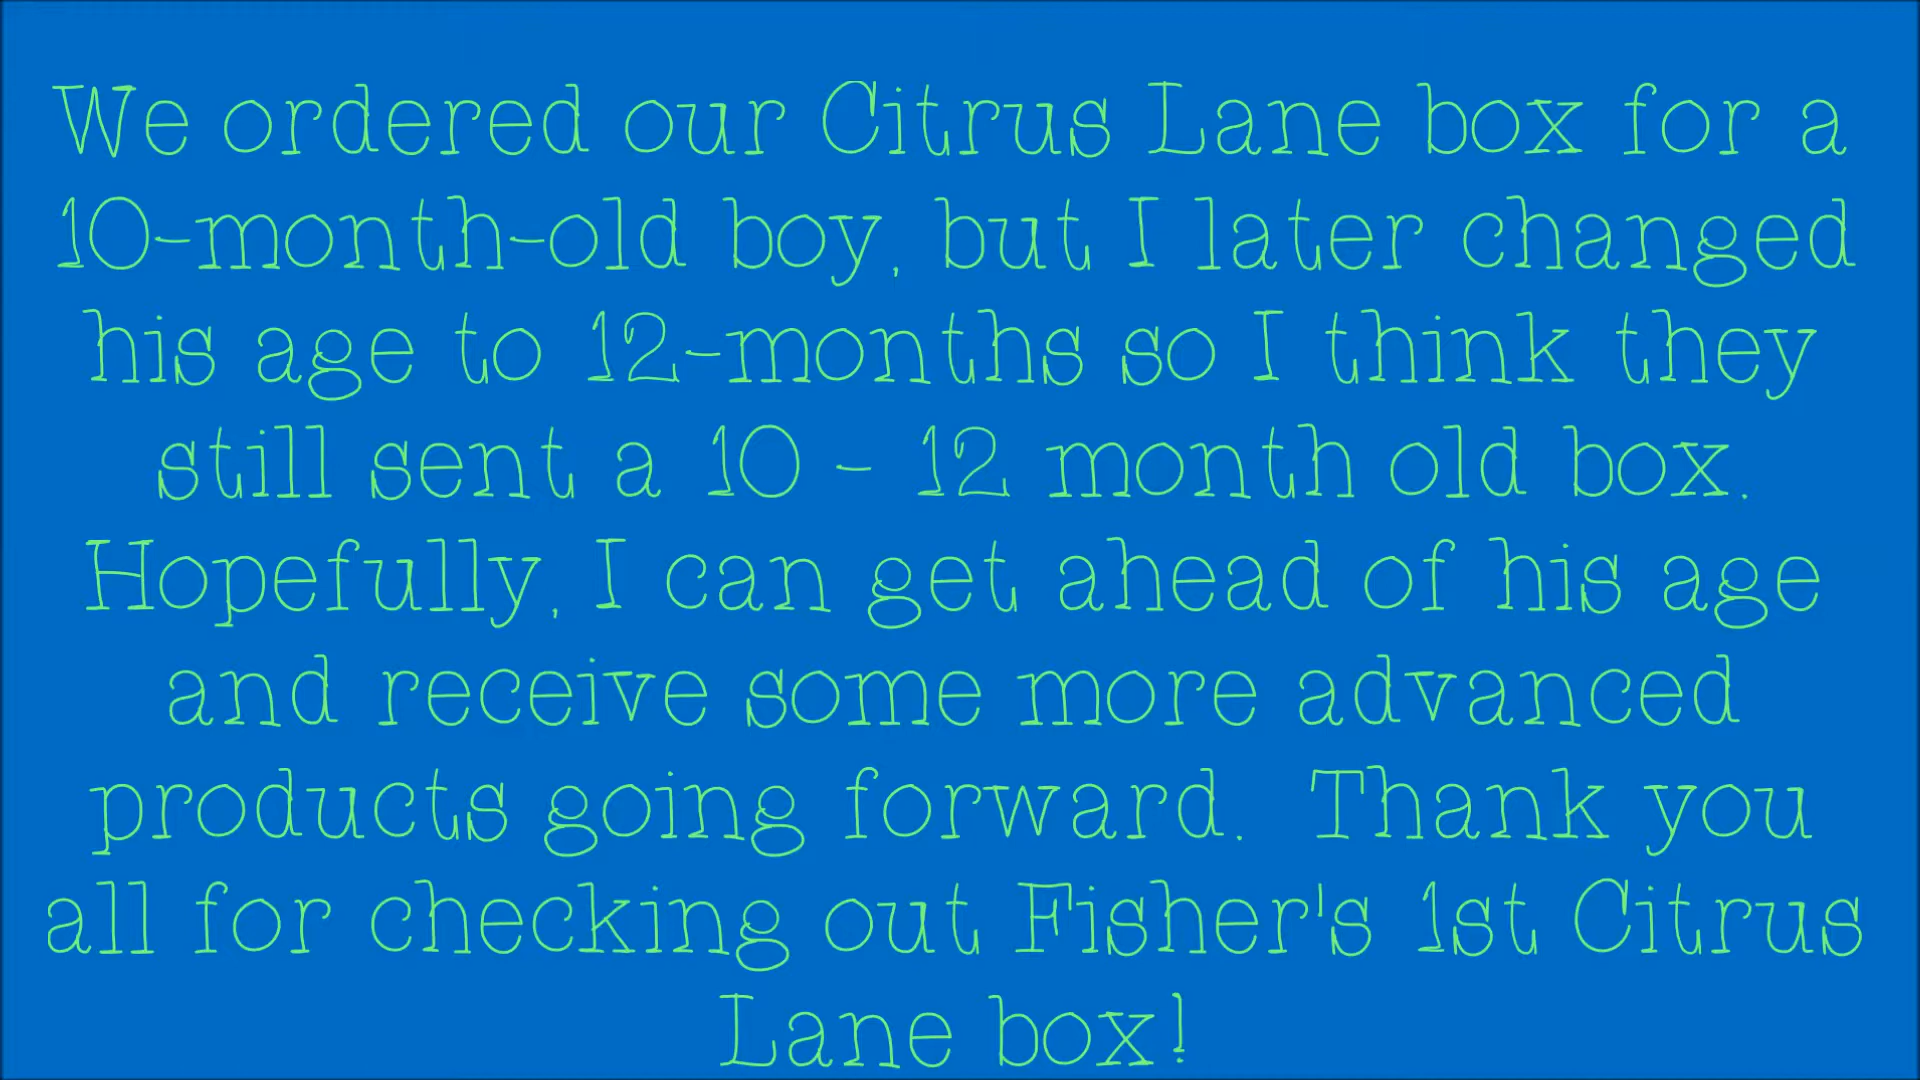 We ordered our Citrus Lane box for a
10-month-old boy, but I later changed
his age to 12-months so I think they
still sent a 10 - 12 month old box.
Hopefully, I can get ahead of his age
and receive some more advanced
products going forward.  Thank you
all for checking out Fisher's 1st Citrus
Lane box!